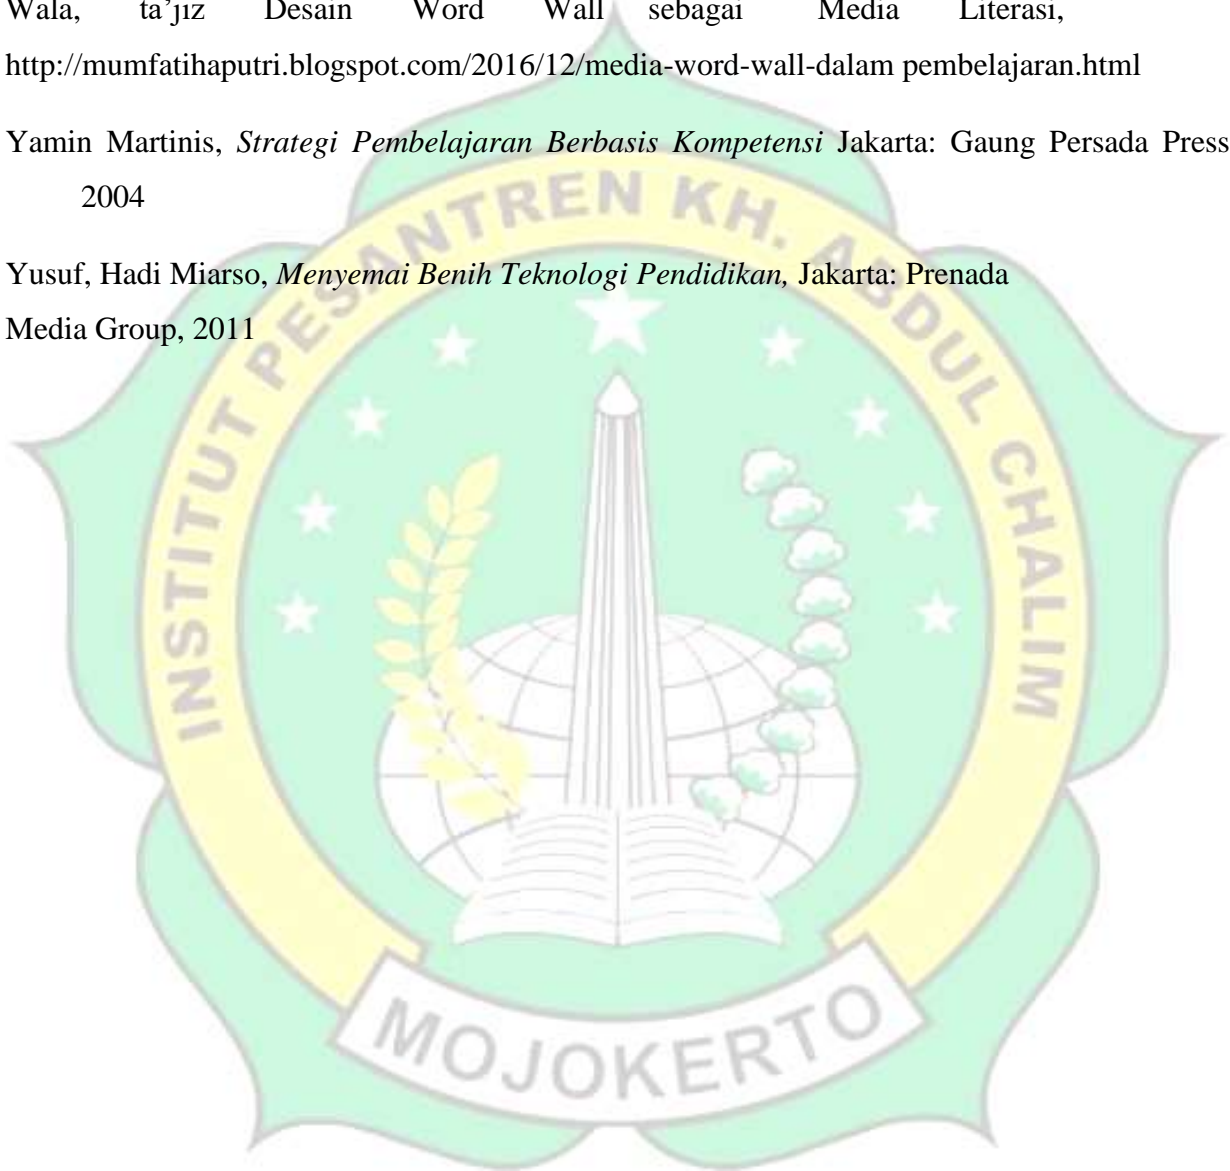 Wala, ta’jiz Desain Word Wall sebagai Media Literasi,
http://mumfatihaputri.blogspot.com/2016/12/media-word-wall-dalam pembelajaran.html
Yamin Martinis, Strategi Pembelajaran Berbasis Kompetensi Jakarta: Gaung Persada Press
2004
Yusuf, Hadi Miarso, Menyemai Benih Teknologi Pendidikan, Jakarta: Prenada
Media Group, 2011
INSTITUT PESANTREN KH. ABDUL CHALIM
MOJOKERTO